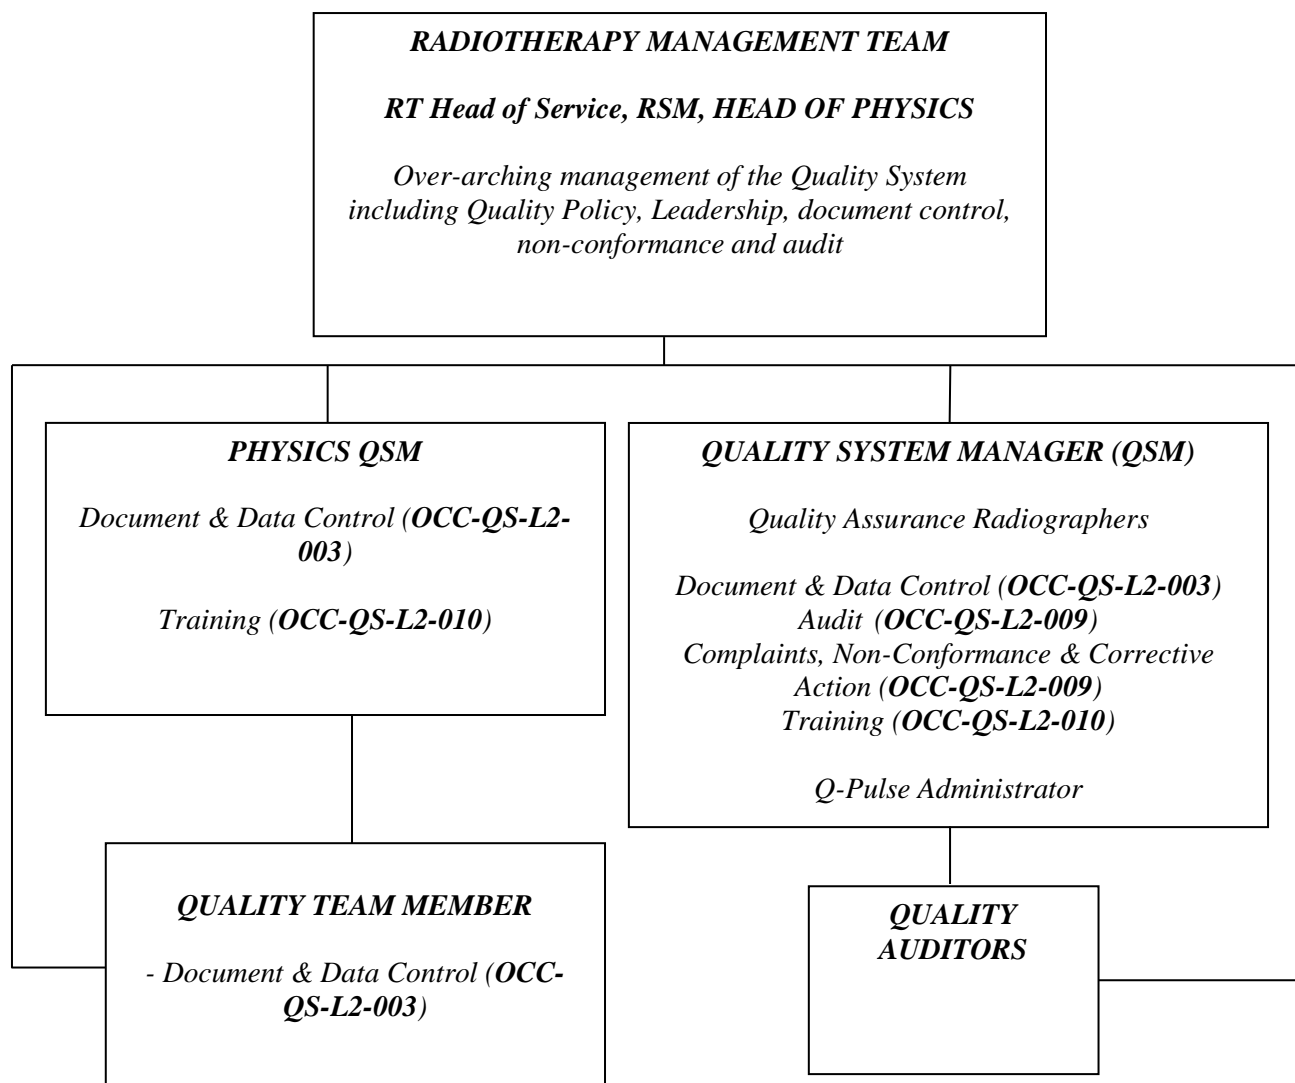 RADIOTHERAPY MANAGEMENT TEAM
RT Head of Service, RSM, HEAD OF PHYSICS
Over-arching management of the Quality System
including Quality Policy, Leadership, document control,
non-conformance and audit
PHYSICS QSM
Document & Data Control (OCC-QS-L2-
003)
Training (OCC-QS-L2-010)
QUALITY SYSTEM MANAGER (QSM)
Quality Assurance Radiographers
Document & Data Control (OCC-QS-L2-003)
Audit (OCC-QS-L2-009)
Complaints, Non-Conformance & Corrective
Action (OCC-QS-L2-009)
Training (OCC-QS-L2-010)
Q-Pulse Administrator
QUALITY TEAM MEMBER
- Document & Data Control (OCC-
QS-L2-003)
QUALITY
AUDITORS